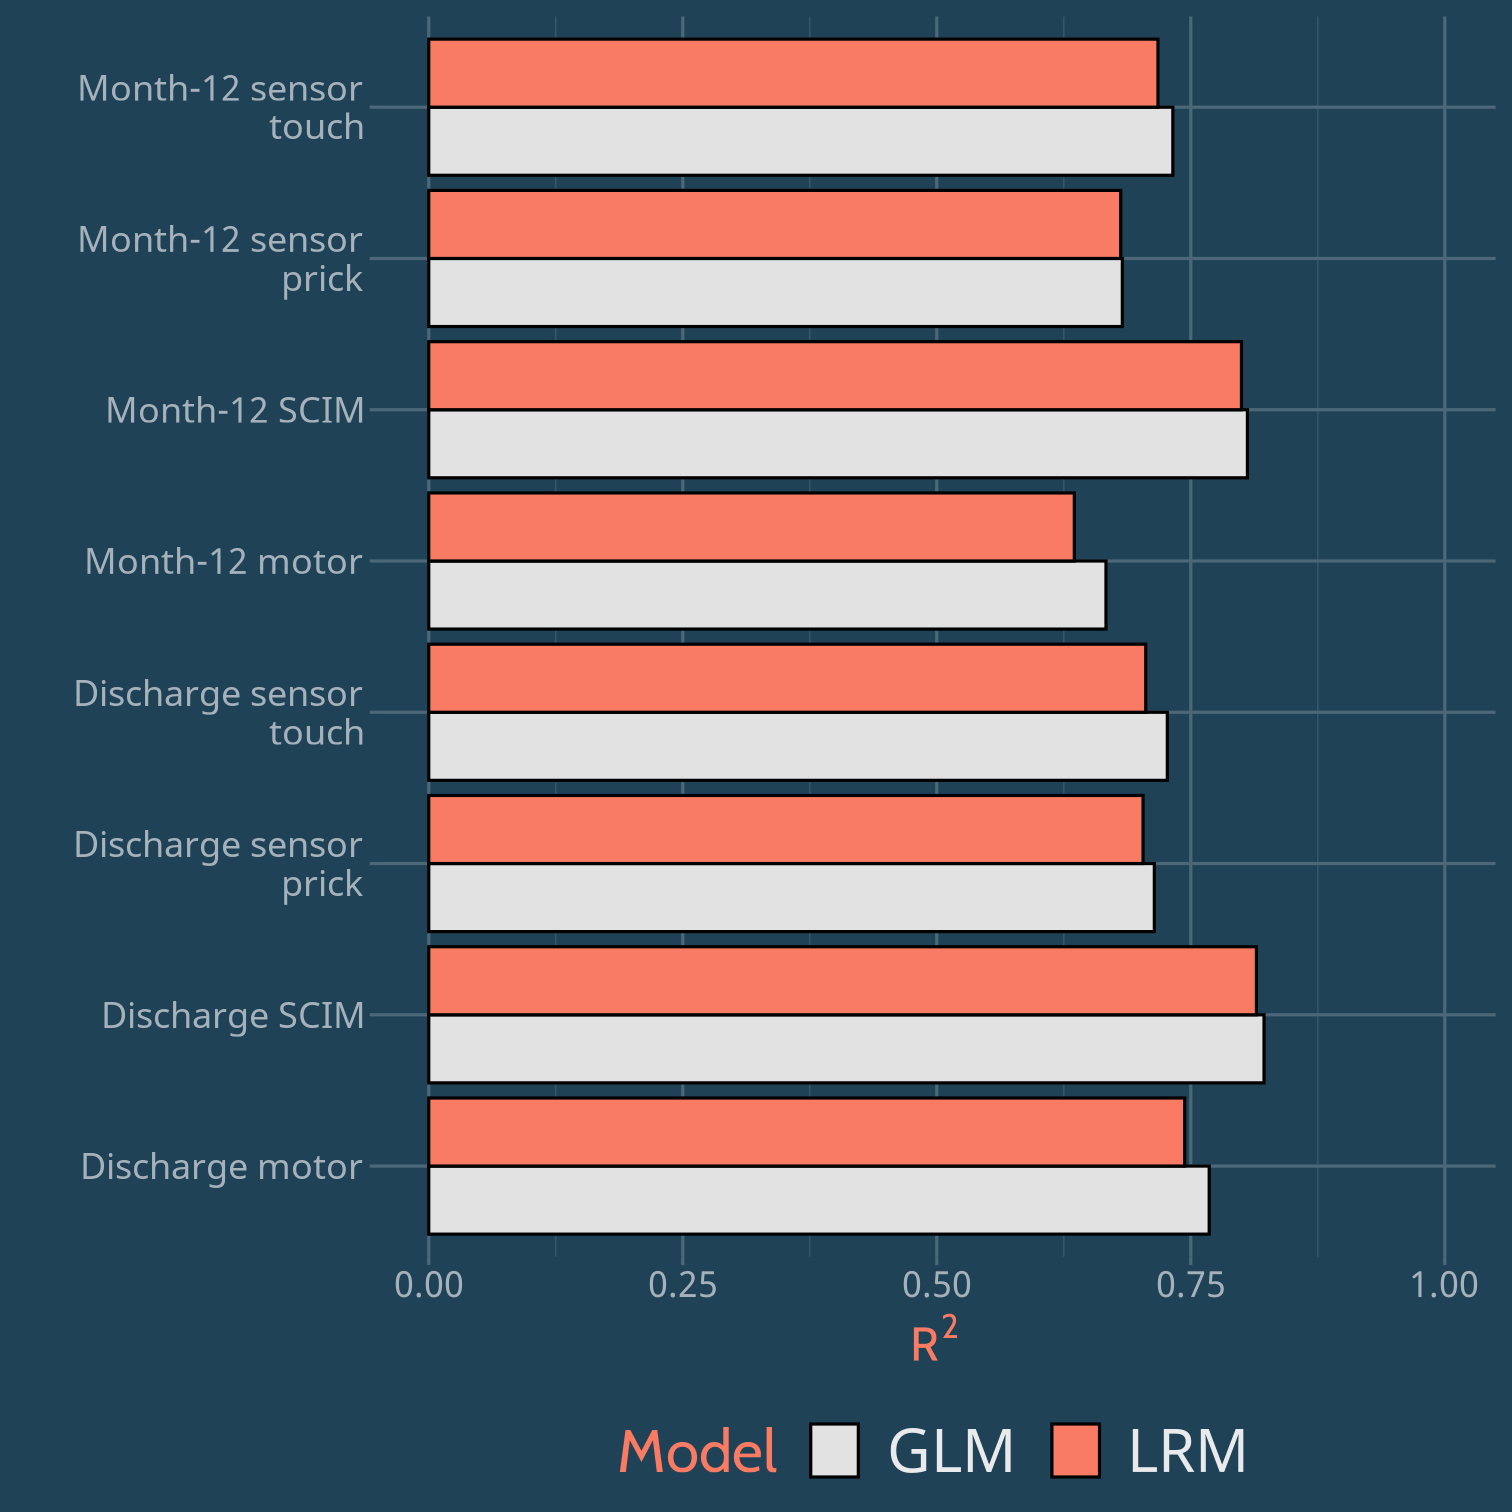 Month-12 sensor
touch
Month-12 sensor
prick
Month-12 SCIM
Month-12 motor
Discharge sensor
touch
Discharge sensor
prick
Discharge SCIM
Discharge motor
0.00 0.25 0.50 0.75 1.00
R²
Model GLM LRM